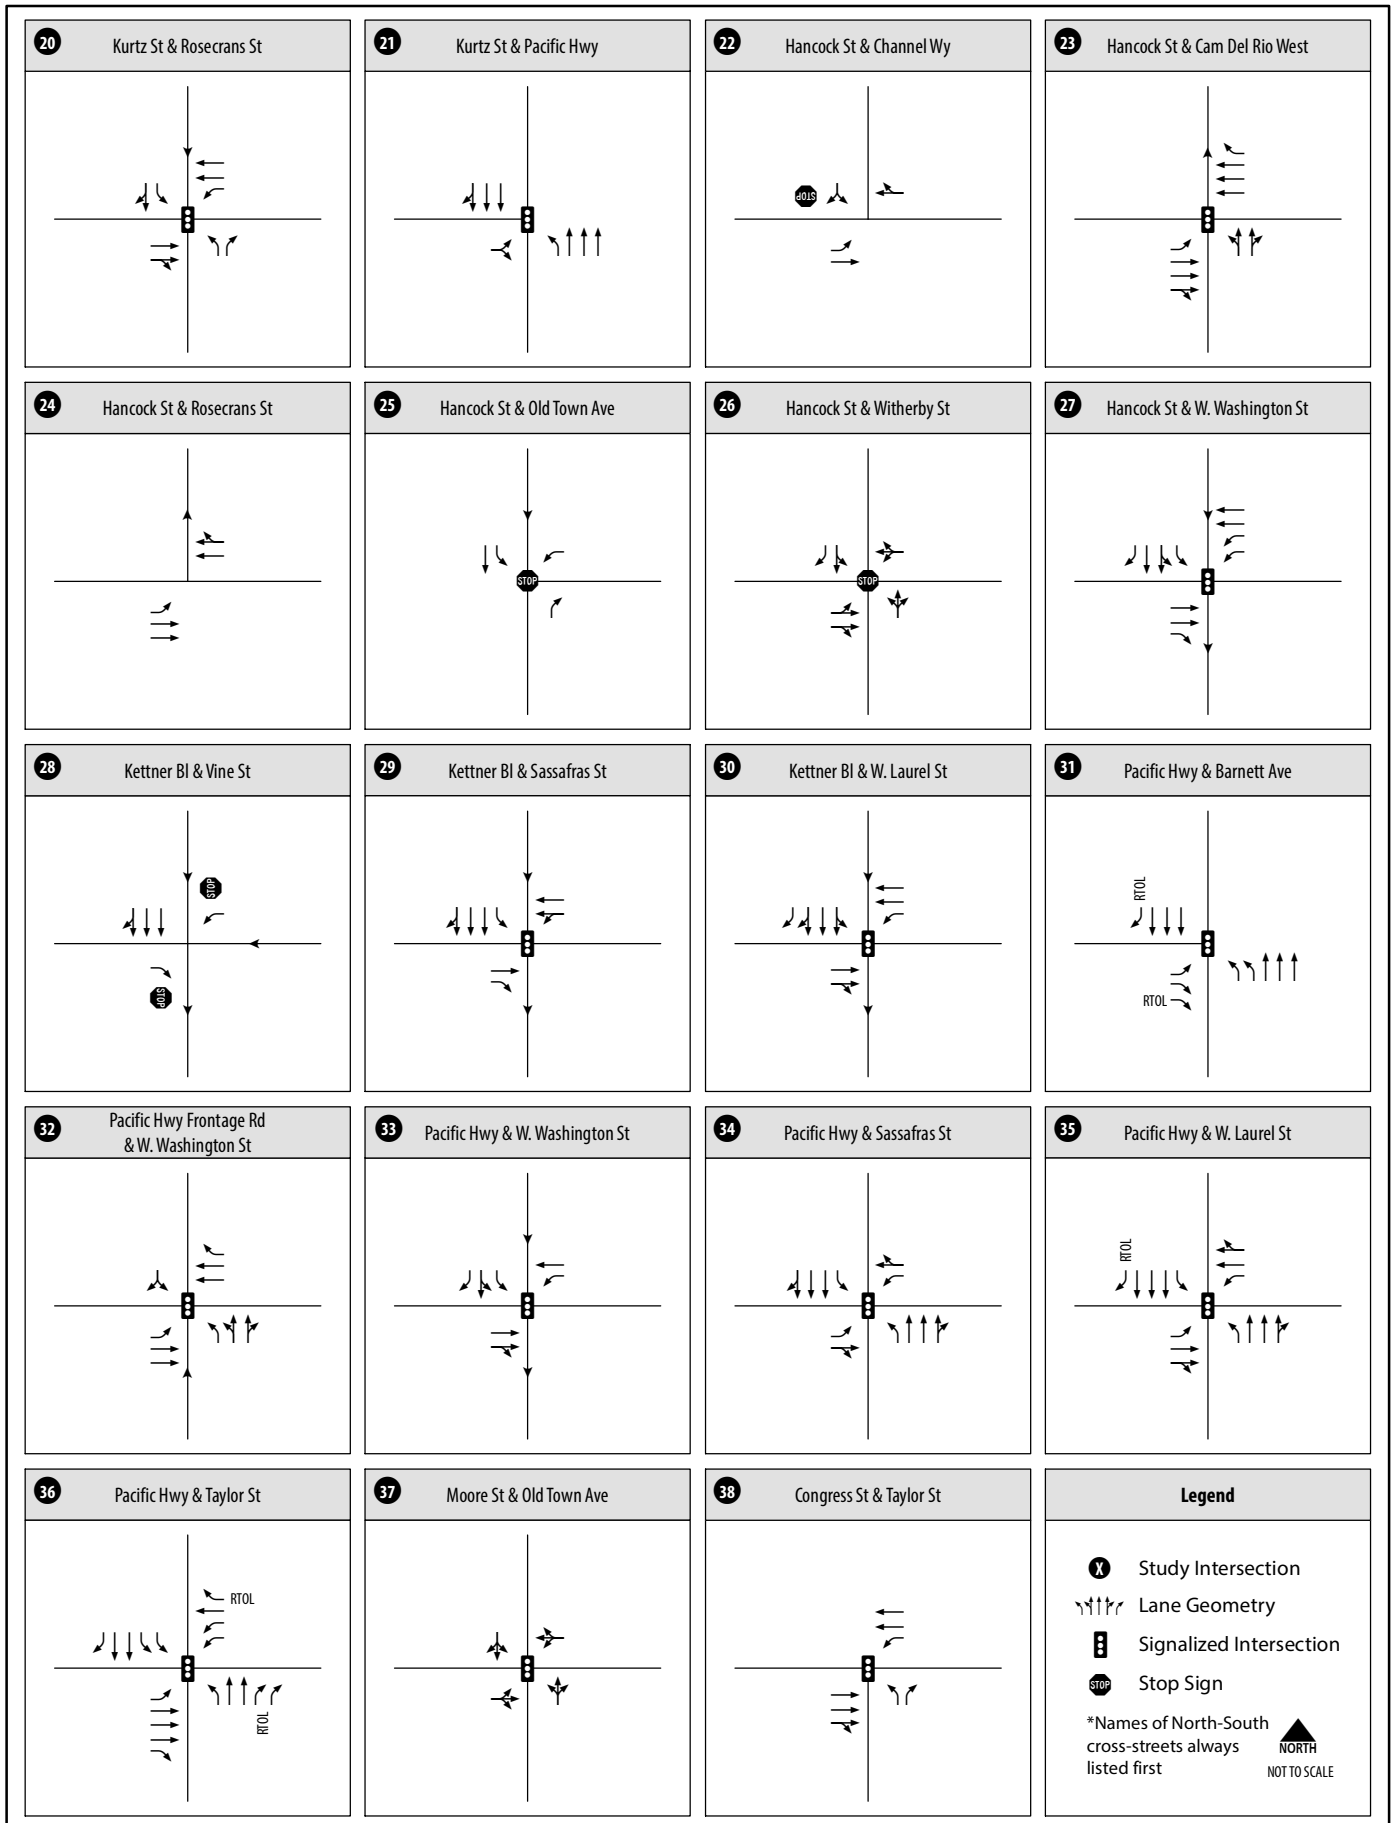 20 Kurtz St & Rosecrans St
21 Kurtz St & Pacific Hwy
22 Hancock St & Channel Wy
23 Hancock St & Cam Del Rio West
STOP
24 Hancock St & Rosecrans St
25 Hancock St & Old Town Ave
26 Hancock St & Witherby St
27 Hancock St & W. Washington St
STOP
STOP
28 Kettner Bl & Vine St
29 Kettner Bl & Sassafras St
30 Kettner Bl & W. Laurel St
31 Pacific Hwy & Barnett Ave
STOP
STOP
RTOL
RTOL
32 Pacific Hwy Frontage Rd
& W. Washington St
33 Pacific Hwy & W. Washington St
34 Pacific Hwy & Sassafras St
35 Pacific Hwy & W. Laurel St
RTOL
36 Pacific Hwy & Taylor St
37 Moore St & Old Town Ave
38 Congress St & Taylor St
RTOL
RTOL
Legend
X Study Intersection
Lane Geometry
Signalized Intersection
STOP Stop Sign
*Names of North-South
cross-streets always
listed first
NORTH
NOT TO SCALE